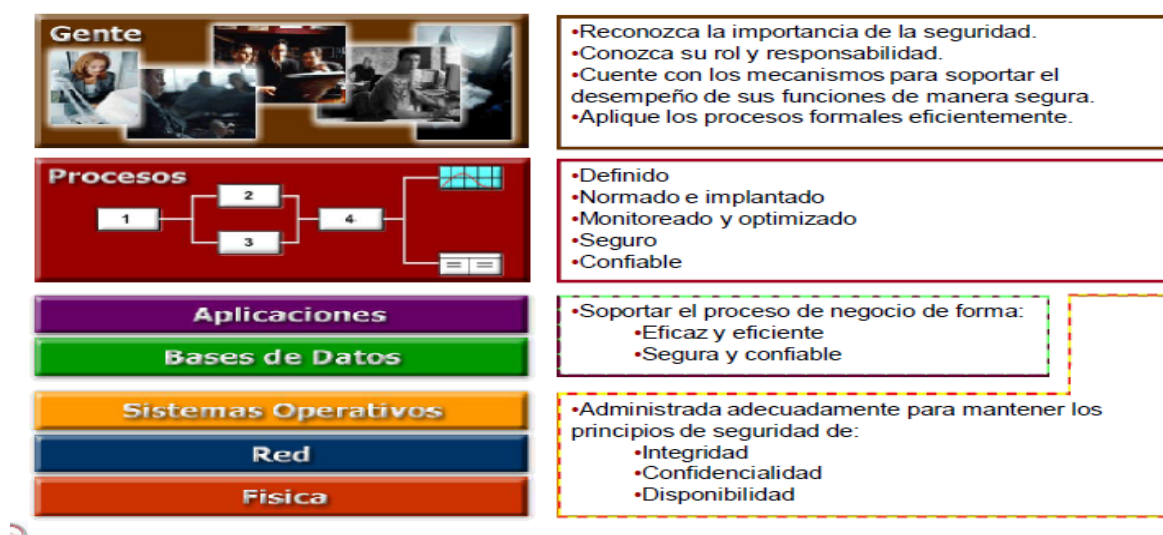 Gente
•Reconozca la importancia de la seguridad.
•Conozca su rol y responsabilidad.
•Cuente con los mecanismos para soportar el
desempeño de sus funciones de manera segura.
•Aplique los procesos formales eficientemente.
Procesos
1
2
3
4
•Definido
•Normado e implantado
•Monitoreado y optimizado
•Seguro
•Confiable
Aplicaciones
Bases de Datos
•Soportar el proceso de negocio de forma:
•Eficaz y eficiente
•Segura y confiable
Sistemas Operativos
Red
Fisica
•Administrada adecuadamente para mantener los
principios de seguridad de:
•Integridad
•Confidencialidad
•Disponibilidad